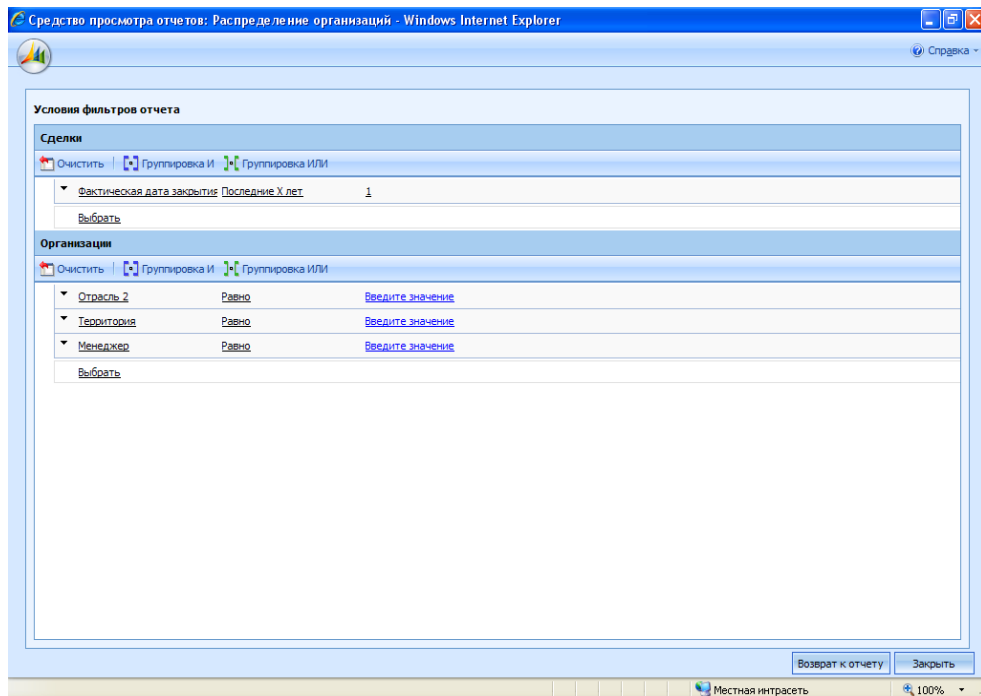 Средство просмотра отчетов: Распределение организаций - Windows Internet Explorer
Справка
Условия фильтров отчета
Сделки
Очистить Группировка И Группировка ИЛИ
Фактическая дата закрытия Последние X лет 1
Выбрать
Организации
Очистить Группировка И Группировка ИЛИ
Отрасль 2 Равно Введите значение
Территория Равно Введите значение
Менеджер Равно Введите значение
Выбрать
Возврат к отчету Закрыть
Местная интрасеть 100%